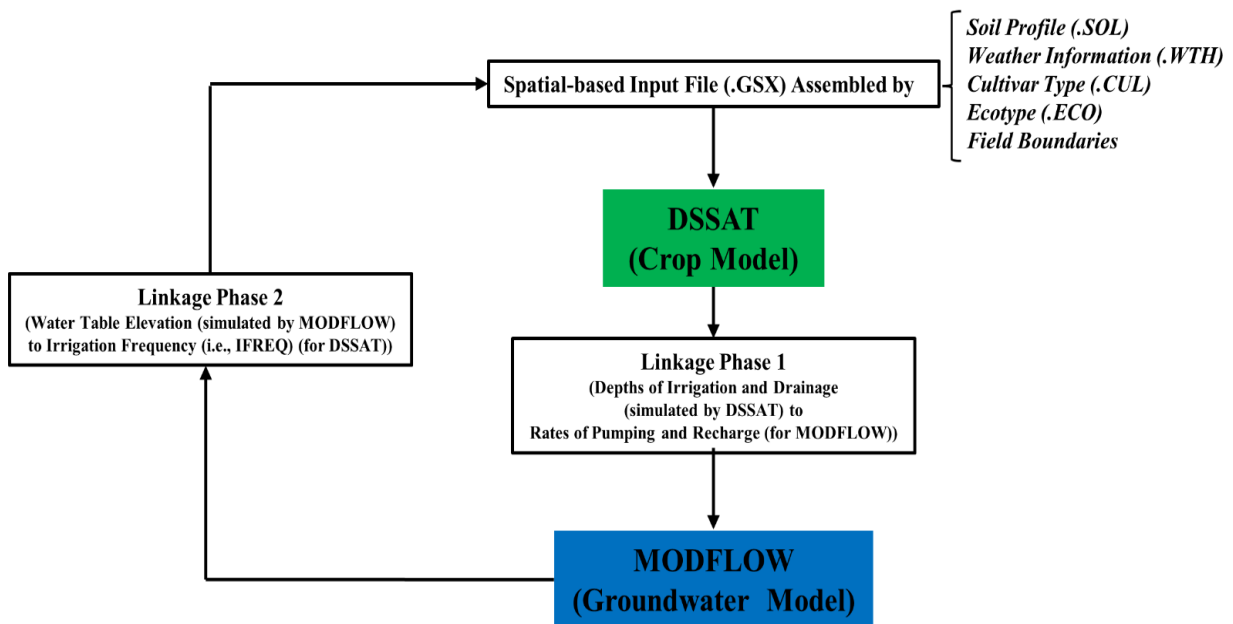 Spatial-based Input File (.GSX) Assembled by
Soil Profile (.SOL)
Weather Information (.WTH)
Cultivar Type (.CUL)
Ecotype (.ECO)
Field Boundaries
DSSAT
(Crop Model)
Linkage Phase 2
(Water Table Elevation (simulated by MODFLOW)
to Irrigation Frequency (i.e., IFREQ) (for DSSAT))
Linkage Phase 1
(Depths of Irrigation and Drainage
(simulated by DSSAT) to
Rates of Pumping and Recharge (for MODFLOW))
MODFLOW
(Groundwater Model)